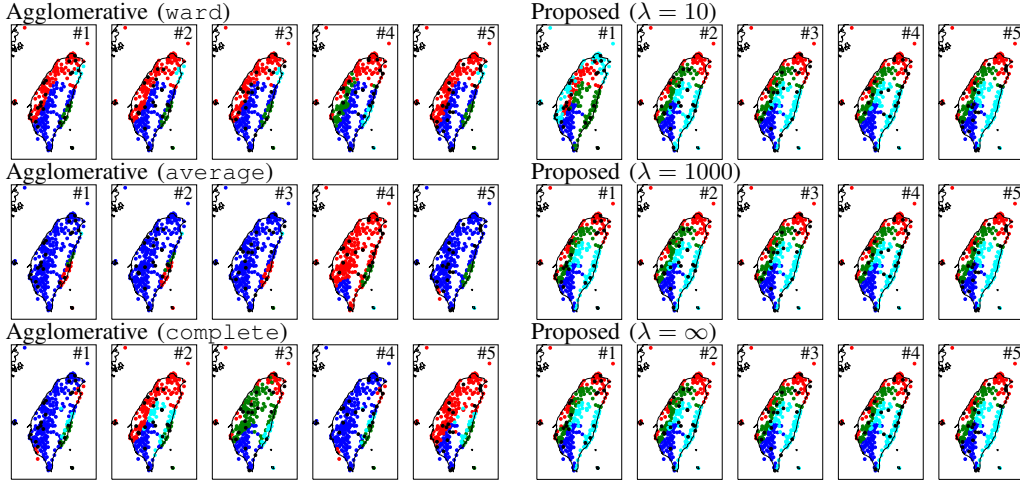 Agglomerative (ward)
#1 #2 #3 #4 #5
Proposed (λ = 10)
#1 #2 #3 #4 #5
Agglomerative (average)
#1 #2 #3 #4 #5
Proposed (λ = 1000)
#1 #2 #3 #4 #5
Agglomerative (complete)
#1 #2 #3 #4 #5
Proposed (λ = ∞)
#1 #2 #3 #4 #5